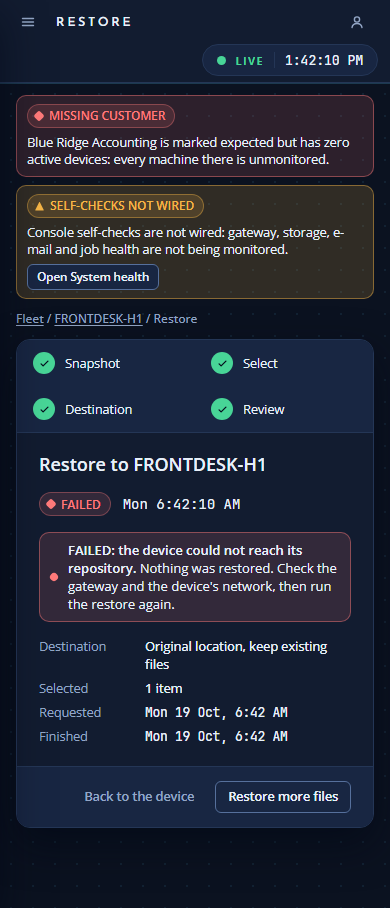 RESTORE
LIVE 1:42:10 PM
MISSING CUSTOMER
Blue Ridge Accounting is marked expected but has zero
active devices: every machine there is unmonitored.
SELF-CHECKS NOT WIRED
Console self-checks are not wired: gateway, storage, e-
mail and job health are not being monitored.
Open System health
Fleet / FRONTDESK-H1 / Restore
Snapshot
Select
Destination
Review
Restore to FRONTDESK-H1
FAILED Mon 6:42:10 AM
FAILED: the device could not reach its
repository. Nothing was restored. Check the
gateway and the device's network, then run
the restore again.
Destination Original location, keep existing
files
Selected 1 item
Requested Mon 19 Oct, 6:42 AM
Finished Mon 19 Oct, 6:42 AM
Back to the device
Restore more files